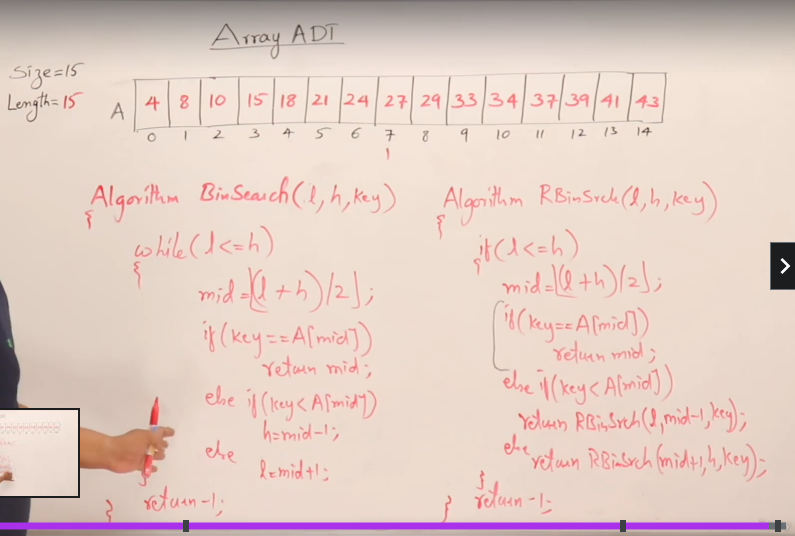 Array ADT
Size=15
Length=15
A 4 8 10 15 18 21 24 27 29 33 34 37 39 41 43
0 1 2 3 4 5 6 7 8 9 10 11 12 13 14
Algorithm BinSearch(l,h,key)
{
while(l<=h)
{
mid=⌊(l+h)/2⌋;
if(key==A[mid])
return mid;
else if(key<A[mid])
h=mid-1;
else
l=mid+1;
}
return-1;
}
Algorithm RBinSrch(l,h,key)
{
if(l<=h)
{
mid=⌊(l+h)/2⌋;
if(key==A[mid])
return mid;
else if(key<A[mid])
return RBinSrch(l,mid-1,key);
else
return RBinSrch(mid+1,h,key);
}
return-1;
}